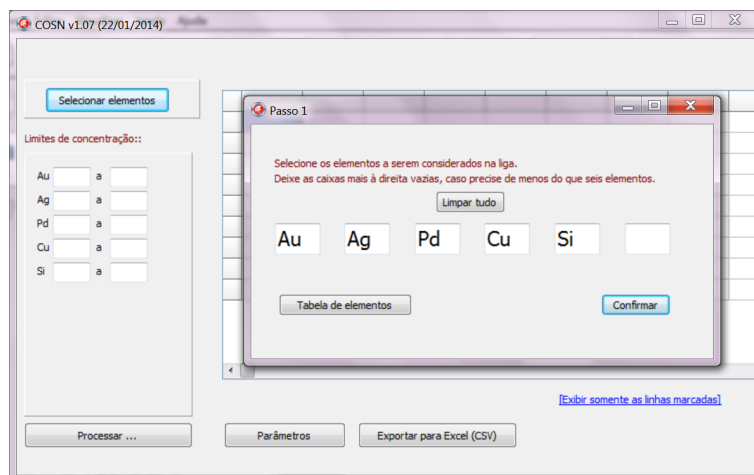 COSN v1.07 (22/01/2014)
Ajuda
Selecionar elementos
Limites de concentração::
Au a
Ag a
Pd a
Cu a
Si a
Passo 1
Selecione os elementos a serem considerados na liga.
Deixe as caixas mais à direita vazias, caso precise de menos do que seis elementos.
Limpar tudo
Au Ag Pd Cu Si
Tabela de elementos
Confirmar
[Exibir somente as linhas marcadas]
Processar ...
Parâmetros
Exportar para Excel (CSV)